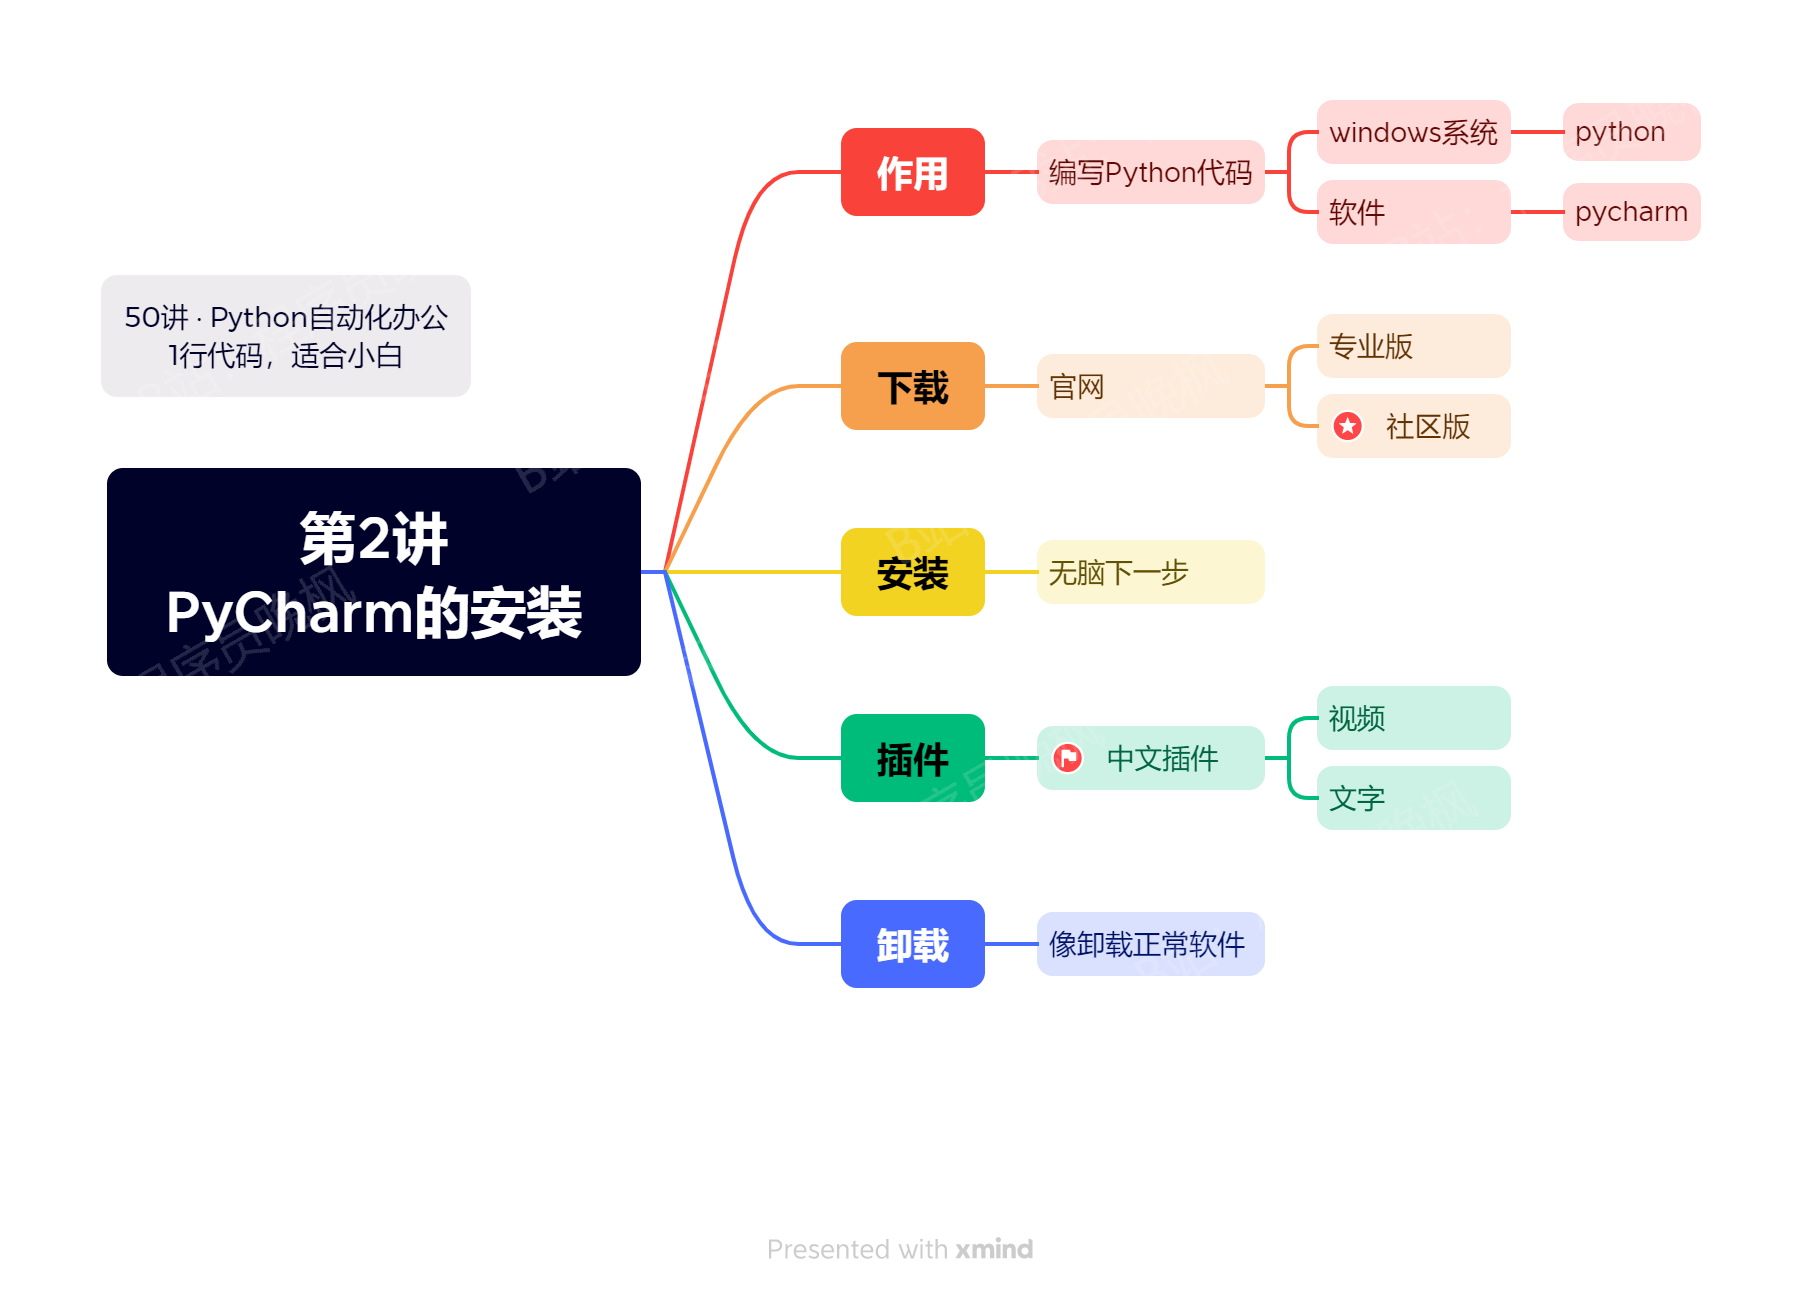 50讲 · Python自动化办公
1行代码，适合小白
第2讲
PyCharm的安装
作用
编写Python代码
windows系统
python
软件
pycharm
下载
官网
专业版
社区版
安装
无脑下一步
插件
中文插件
视频
文字
卸载
像卸载正常软件
Presented with xmind